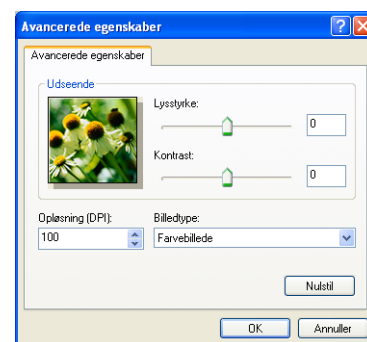 Avancerede egenskaber
Avancerede egenskaber
Udseende
Lysstyrke:
0
Kontrast:
0
Opløsning (DPI): Billedtype:
100 Farvebillede
Nulstil
OK Annuller